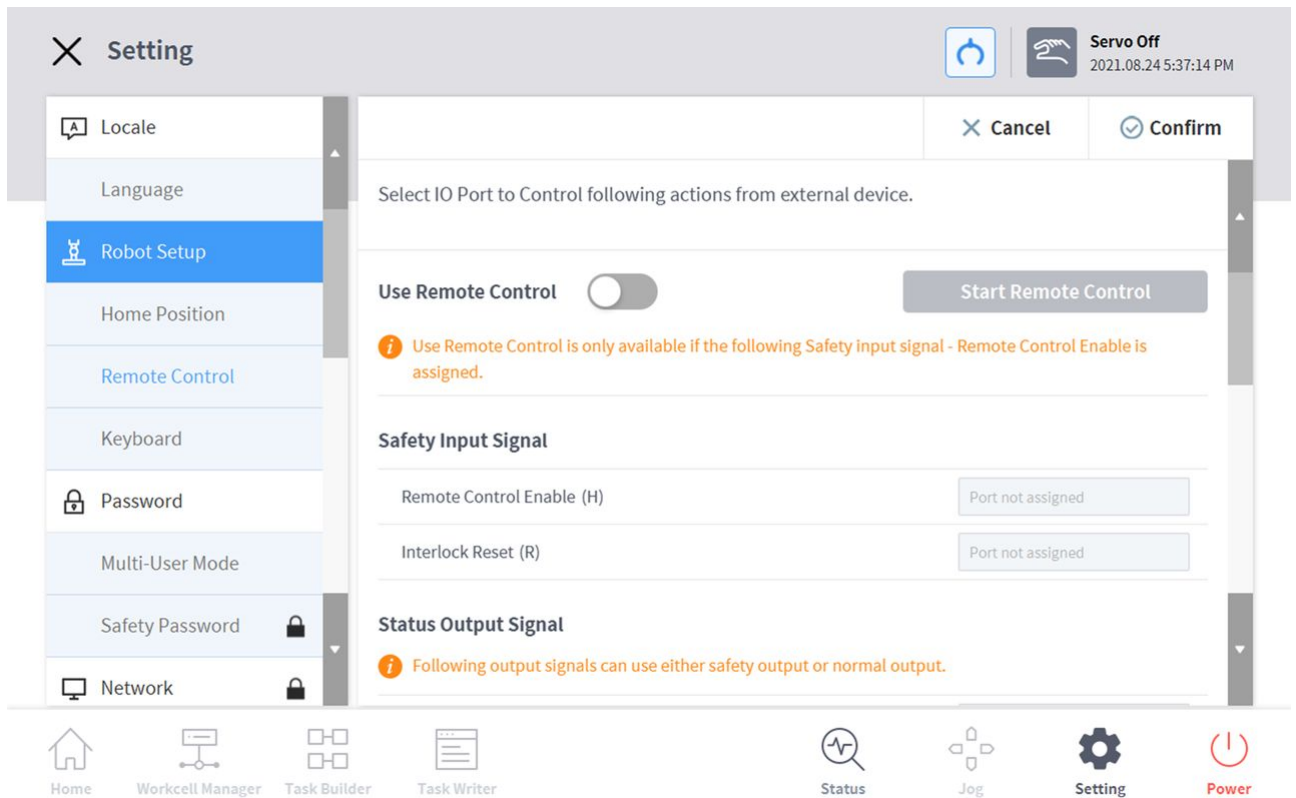 Setting
Servo Off
2021.08.24 5:37:14 PM
Locale
Language
Robot Setup
Home Position
Remote Control
Keyboard
Password
Multi-User Mode
Safety Password
Network
Cancel
Confirm
Select IO Port to Control following actions from external device.
Use Remote Control
Start Remote Control
Use Remote Control is only available if the following Safety input signal - Remote Control Enable is
assigned.
Safety Input Signal
Remote Control Enable (H)
Port not assigned
Interlock Reset (R)
Port not assigned
Status Output Signal
Following output signals can use either safety output or normal output.
Home
Workcell Manager
Task Builder
Task Writer
Status
Jog
Setting
Power